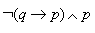 ¬(q → p) ∧ p